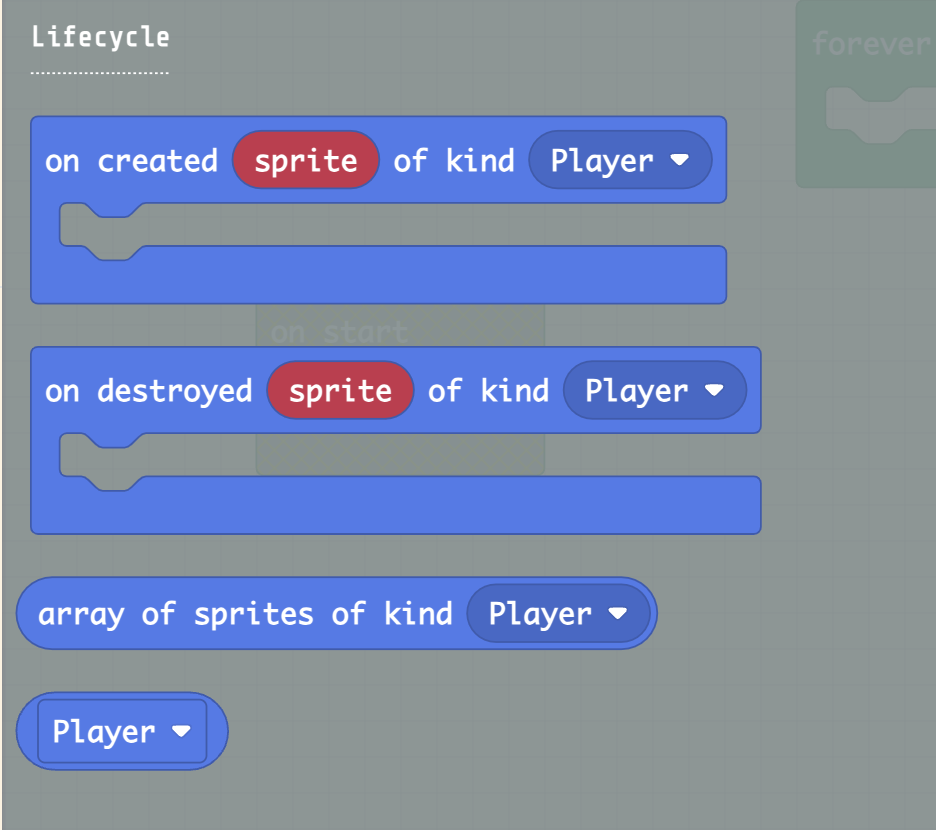 Lifecycle
forever
on created sprite of kind Player
on start
on destroyed sprite of kind Player
array of sprites of kind Player
Player